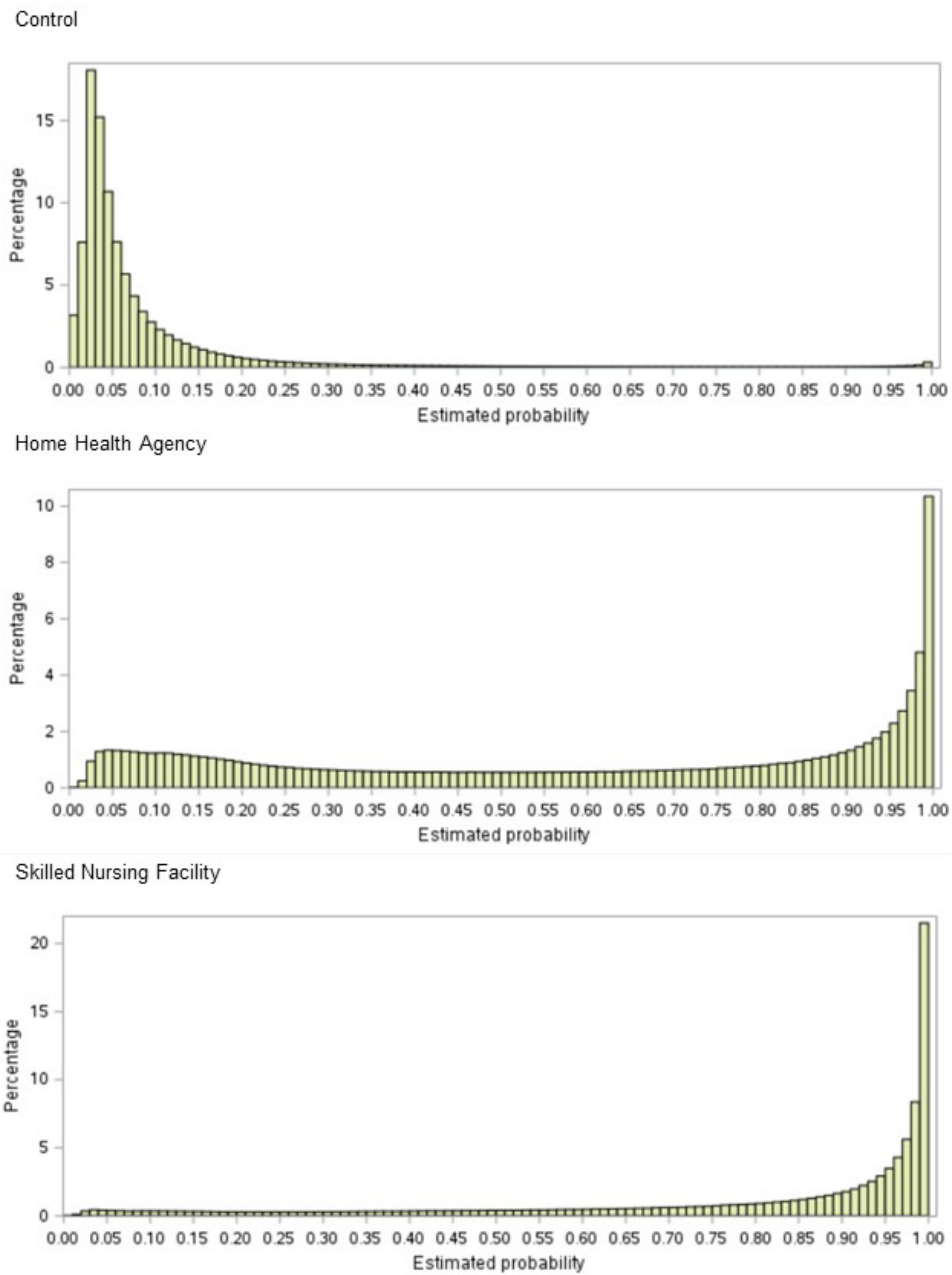 Control
Percentage
15
10
5
0
0.00 0.05 0.10 0.15 0.20 0.25 0.30 0.35 0.40 0.45 0.50 0.55 0.60 0.65 0.70 0.75 0.80 0.85 0.90 0.95 1.00
Estimated probability
Home Health Agency
Percentage
10
8
6
4
2
0
0.00 0.05 0.10 0.15 0.20 0.25 0.30 0.35 0.40 0.45 0.50 0.55 0.60 0.65 0.70 0.75 0.80 0.85 0.90 0.95 1.00
Estimated probability
Skilled Nursing Facility
Percentage
20
15
10
5
0
0.00 0.05 0.10 0.15 0.20 0.25 0.30 0.35 0.40 0.45 0.50 0.55 0.60 0.65 0.70 0.75 0.80 0.85 0.90 0.95 1.00
Estimated probability